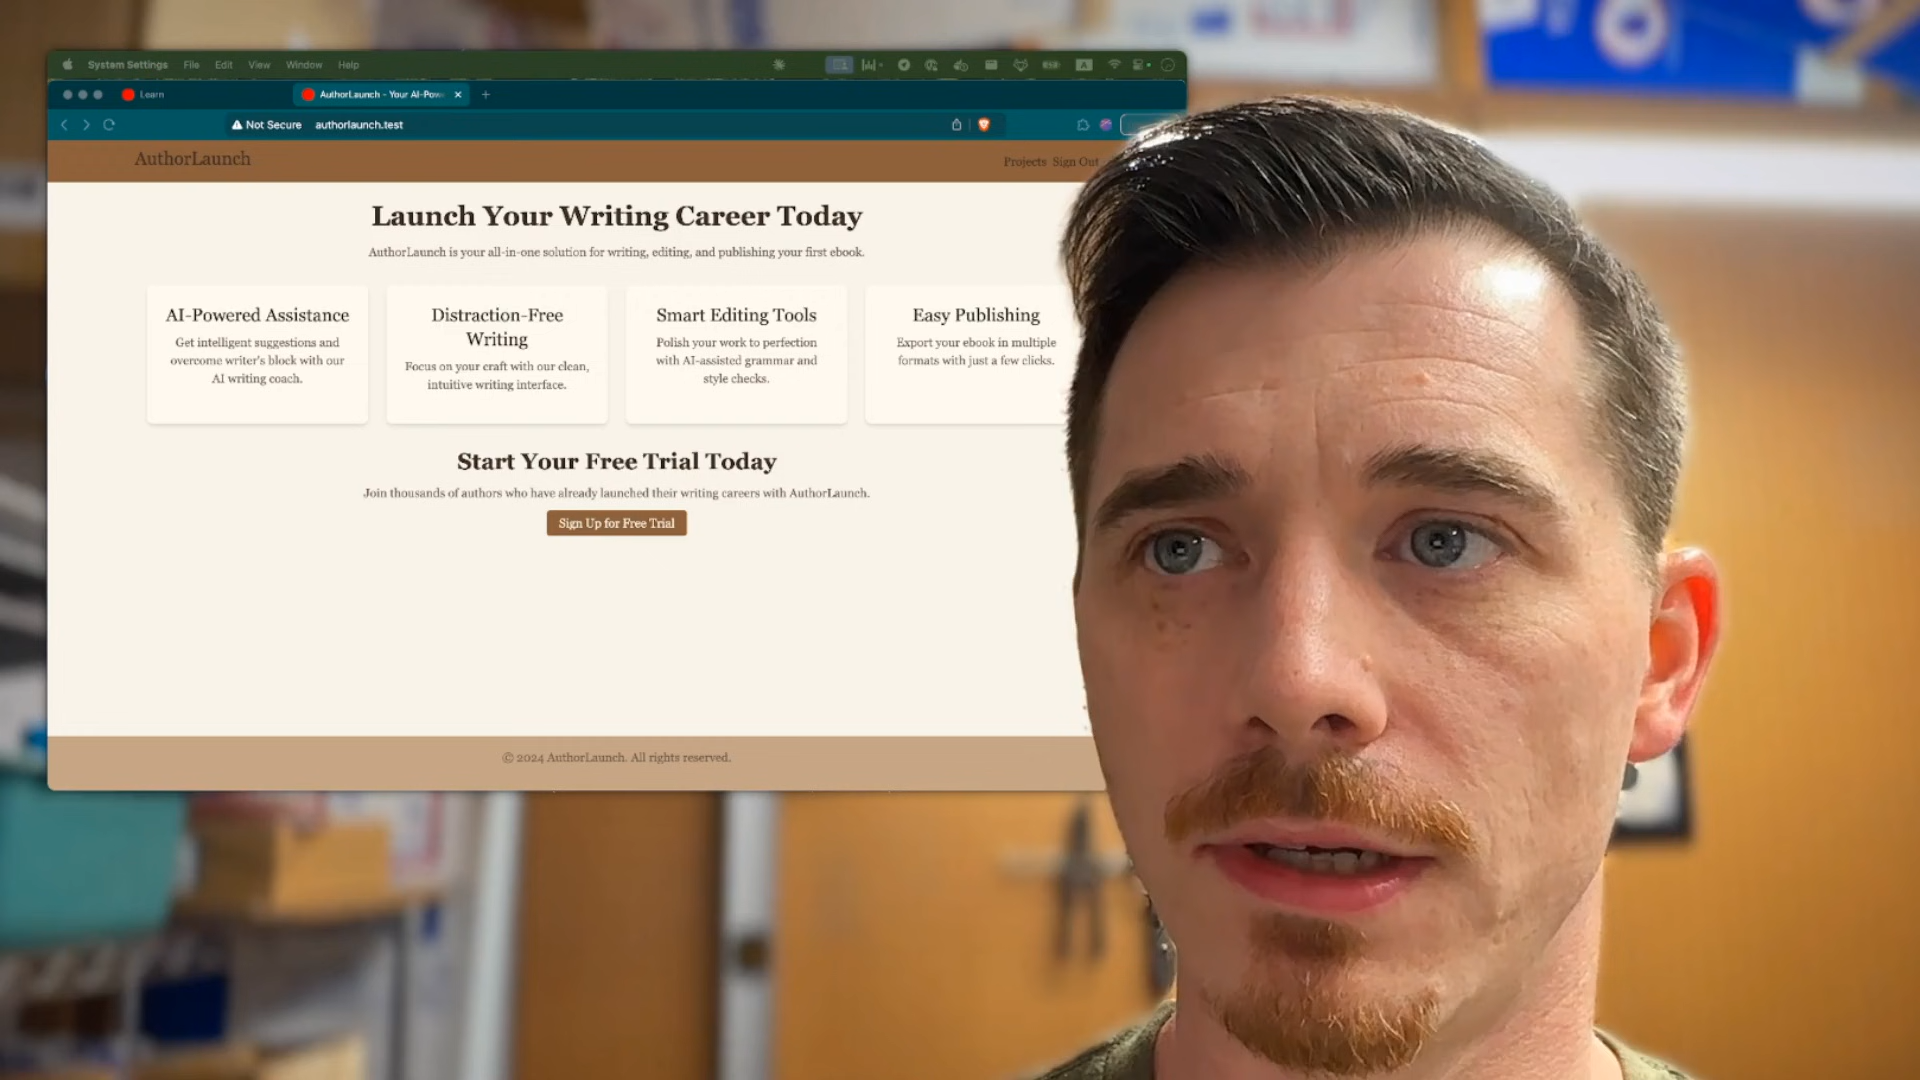 System Settings File Edit View Window Help
Learn
AuthorLaunch - Your AI-Pow
Not Secure authorlaunch.test
AuthorLaunch
Projects Sign Out
Launch Your Writing Career Today
AuthorLaunch is your all-in-one solution for writing, editing, and publishing your first ebook.
AI-Powered Assistance
Get intelligent suggestions and
overcome writer's block with our
AI writing coach.
Distraction-Free
Writing
Focus on your craft with our clean,
intuitive writing interface.
Smart Editing Tools
Polish your work to perfection
with AI-assisted grammar and
style checks.
Easy Publishing
Export your ebook in multiple
formats with just a few clicks.
Start Your Free Trial Today
Join thousands of authors who have already launched their writing careers with AuthorLaunch.
Sign Up for Free Trial
© 2024 AuthorLaunch. All rights reserved.